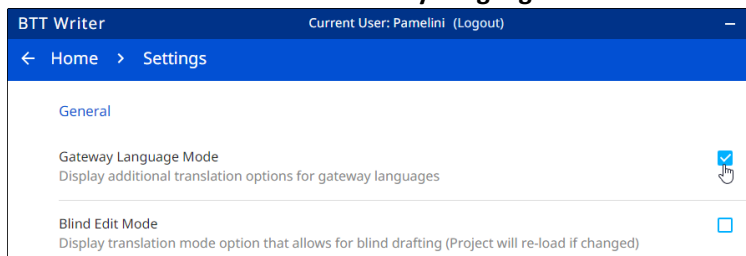 BTT Writer Current User: Pamelini (Logout) –
← Home > Settings
General
Gateway Language Mode
Display additional translation options for gateway languages
Blind Edit Mode
Display translation mode option that allows for blind drafting (Project will re-load if changed)